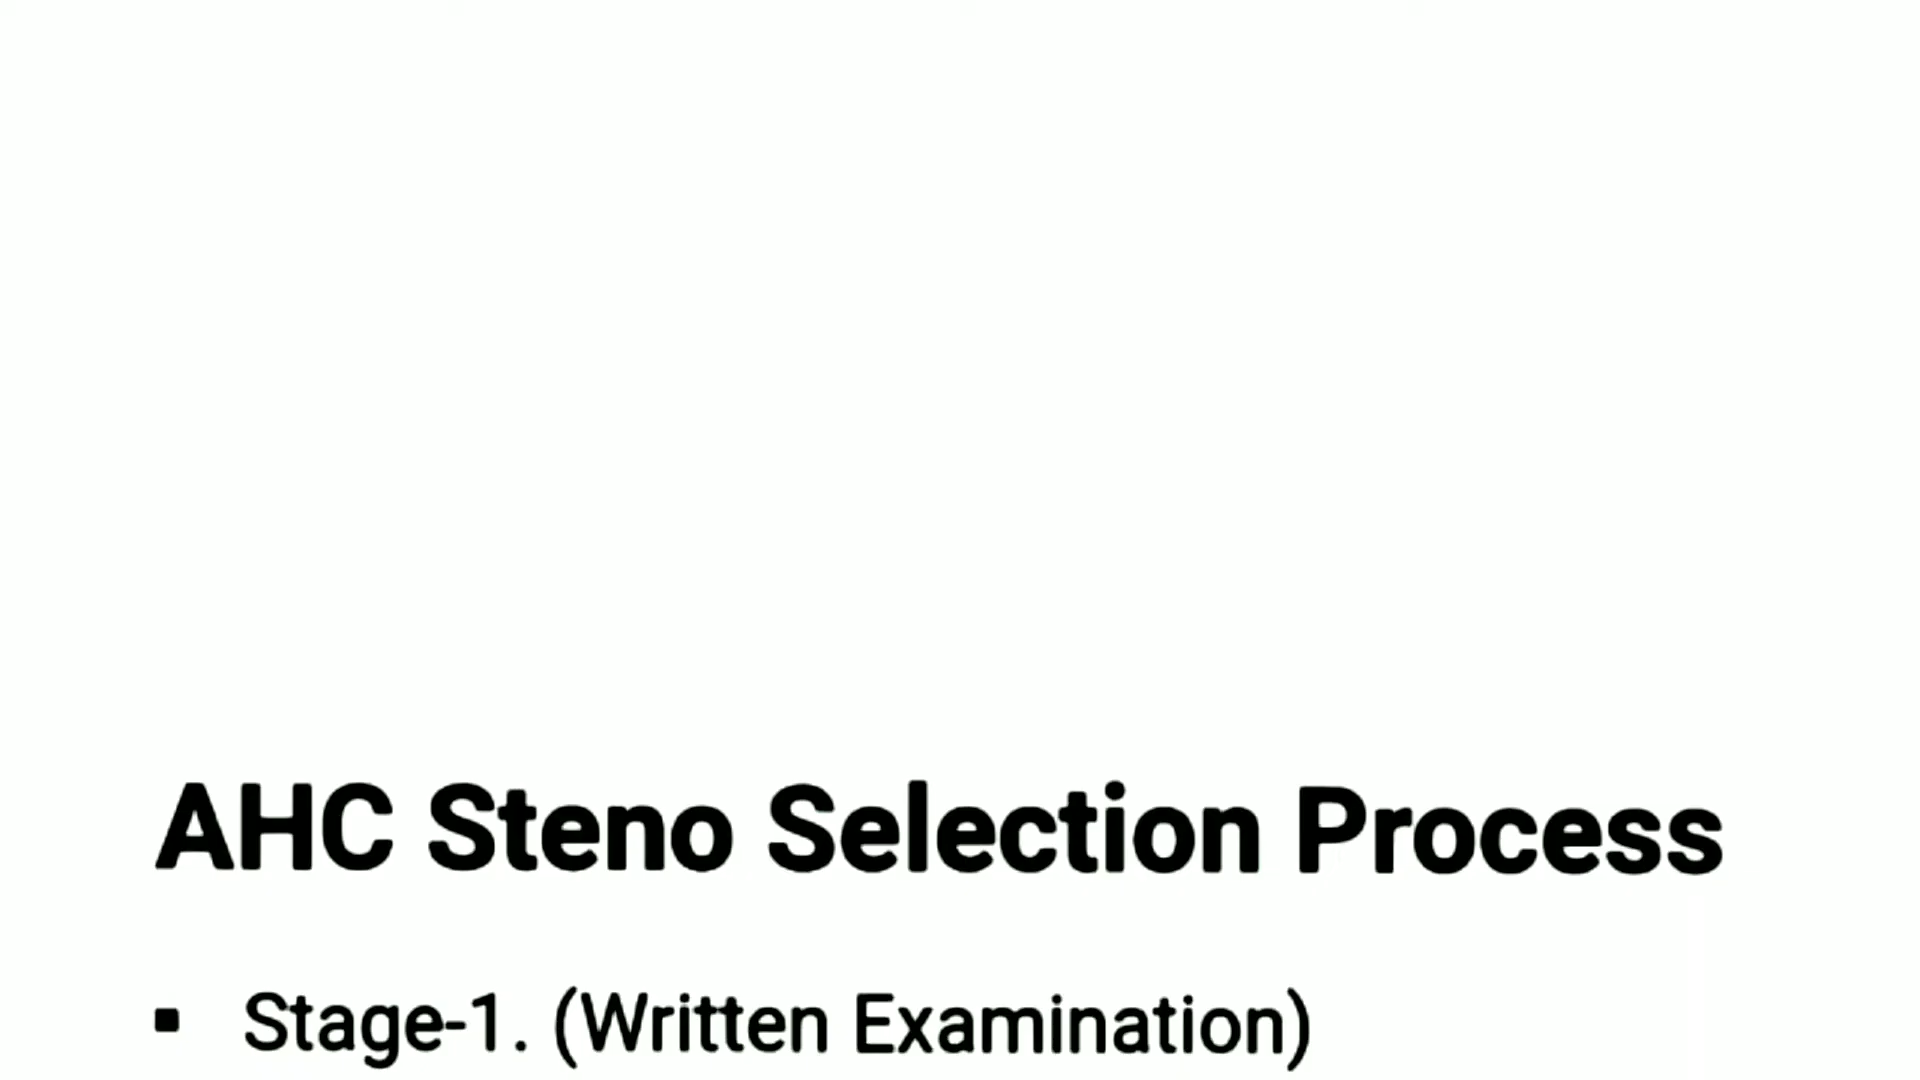 AHC Steno Selection Process
▪ Stage-1. (Written Examination)